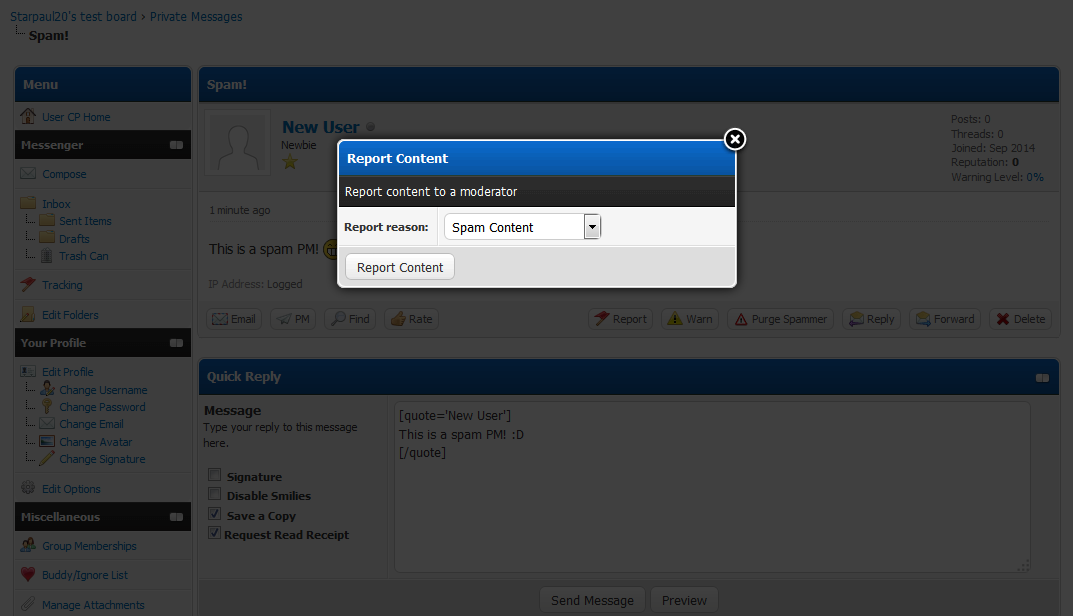 Starpaul20's test board › Private Messages
Spam!
Menu
User CP Home
Messenger
Compose
Inbox
Sent Items
Drafts
Trash Can
Tracking
Edit Folders
Your Profile
Edit Profile
Change Username
Change Password
Change Email
Change Avatar
Change Signature
Edit Options
Miscellaneous
Group Memberships
Buddy/Ignore List
Manage Attachments
Spam!
New User
Newbie
Posts: 0
Threads: 0
Joined: Sep 2014
Reputation: 0
Warning Level: 0%
1 minute ago
This is a spam PM!
IP Address: Logged
Email PM Find Rate Report Warn Purge Spammer Reply Forward Delete
Report Content
Report content to a moderator
Report reason: Spam Content
Report Content
Quick Reply
Message
Type your reply to this message
here.
Signature
Disable Smilies
Save a Copy
Request Read Receipt
[quote='New User']
This is a spam PM! :D
[/quote]
Send Message Preview